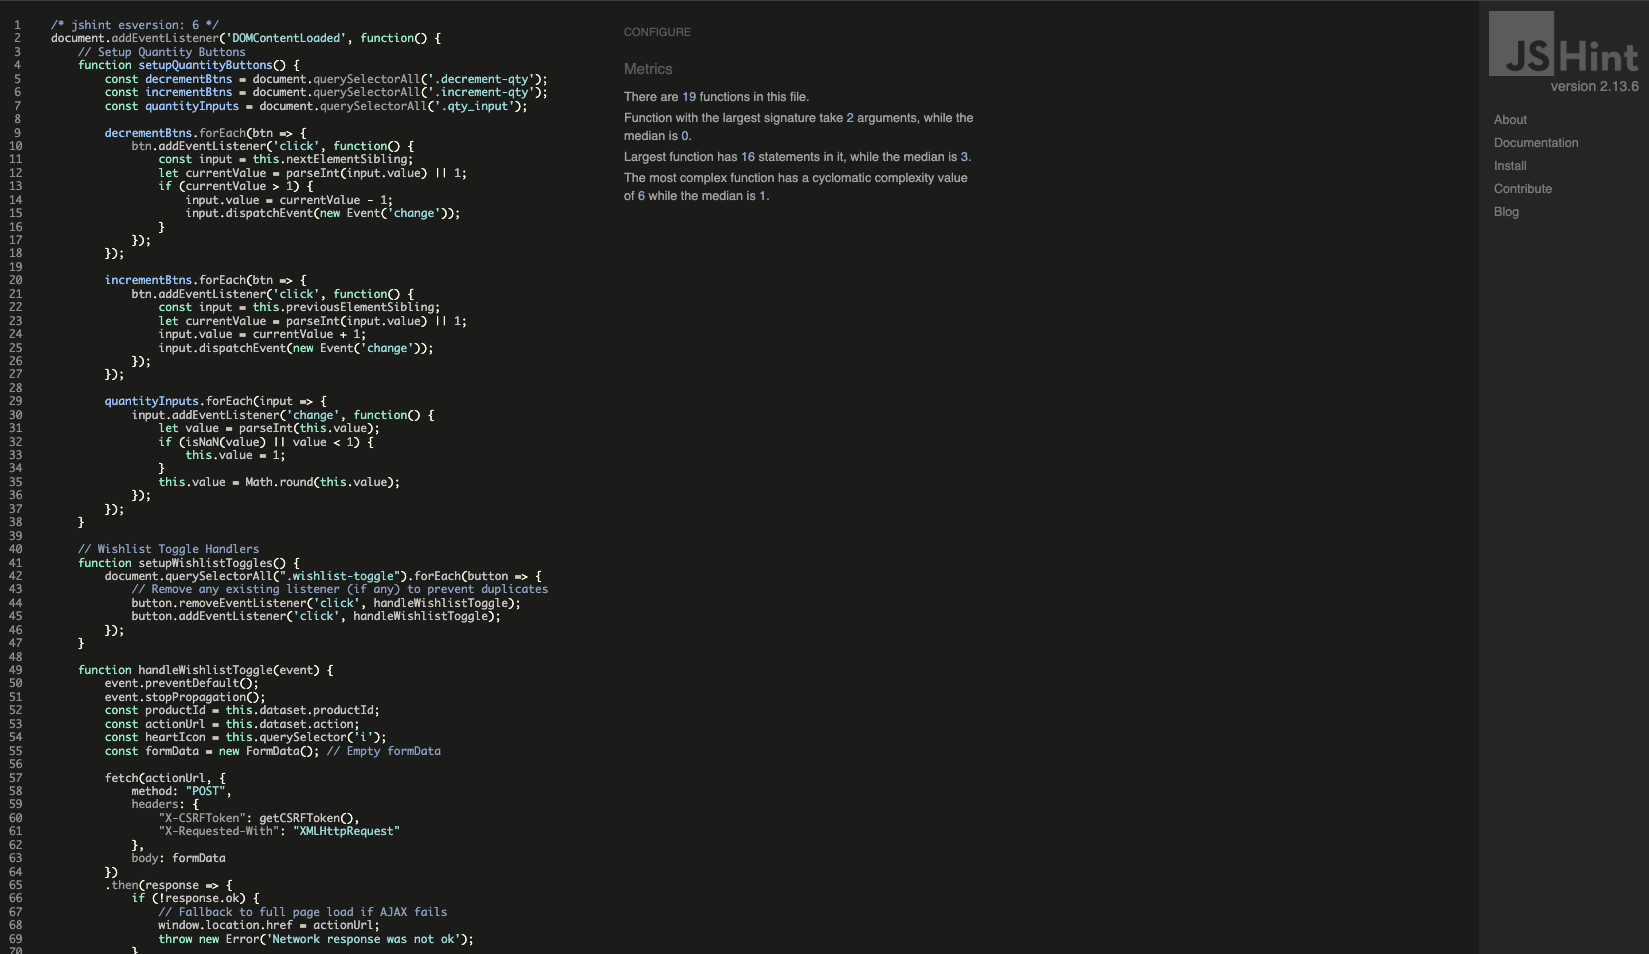 1 /* jshint esversion: 6 */
2 document.addEventListener('DOMContentLoaded', function() {
3 // Setup Quantity Buttons
4 function setupQuantityButtons() {
5 const decrementBtns = document.querySelectorAll('.decrement-qty');
6 const incrementBtns = document.querySelectorAll('.increment-qty');
7 const quantityInputs = document.querySelectorAll('.qty_input');
8
9 decrementBtns.forEach(btn => {
10 btn.addEventListener('click', function() {
11 const input = this.nextElementSibling;
12 let currentValue = parseInt(input.value) || 1;
13 if (currentValue > 1) {
14 input.value = currentValue - 1;
15 input.dispatchEvent(new Event('change'));
16 }
17 });
18 });
19
20 incrementBtns.forEach(btn => {
21 btn.addEventListener('click', function() {
22 const input = this.previousElementSibling;
23 let currentValue = parseInt(input.value) || 1;
24 input.value = currentValue + 1;
25 input.dispatchEvent(new Event('change'));
26 });
27 });
28
29 quantityInputs.forEach(input => {
30 input.addEventListener('change', function() {
31 let value = parseInt(this.value);
32 if (isNaN(value) || value < 1) {
33 this.value = 1;
34 }
35 this.value = Math.round(this.value);
36 });
37 });
38 }
39
40 // Wishlist Toggle Handlers
41 function setupWishlistToggles() {
42 document.querySelectorAll(".wishlist-toggle").forEach(button => {
43 // Remove any existing listener (if any) to prevent duplicates
44 button.removeEventListener('click', handleWishlistToggle);
45 button.addEventListener('click', handleWishlistToggle);
46 });
47 }
48
49 function handleWishlistToggle(event) {
50 event.preventDefault();
51 event.stopPropagation();
52 const productId = this.dataset.productId;
53 const actionUrl = this.dataset.action;
54 const heartIcon = this.querySelector('i');
55 const formData = new FormData(); // Empty formData
56
57 fetch(actionUrl, {
58 method: "POST",
59 headers: {
60 "X-CSRFToken": getCSRFToken(),
61 "X-Requested-With": "XMLHttpRequest"
62 },
63 body: formData
64 })
65 .then(response => {
66 if (!response.ok) {
67 // Fallback to full page load if AJAX fails
68 window.location.href = actionUrl;
69 throw new Error('Network response was not ok');
70 }
CONFIGURE
Metrics
There are 19 functions in this file.
Function with the largest signature take 2 arguments, while the
median is 0.
Largest function has 16 statements in it, while the median is 3.
The most complex function has a cyclomatic complexity value
of 6 while the median is 1.
JSHint
version 2.13.6
About
Documentation
Install
Contribute
Blog